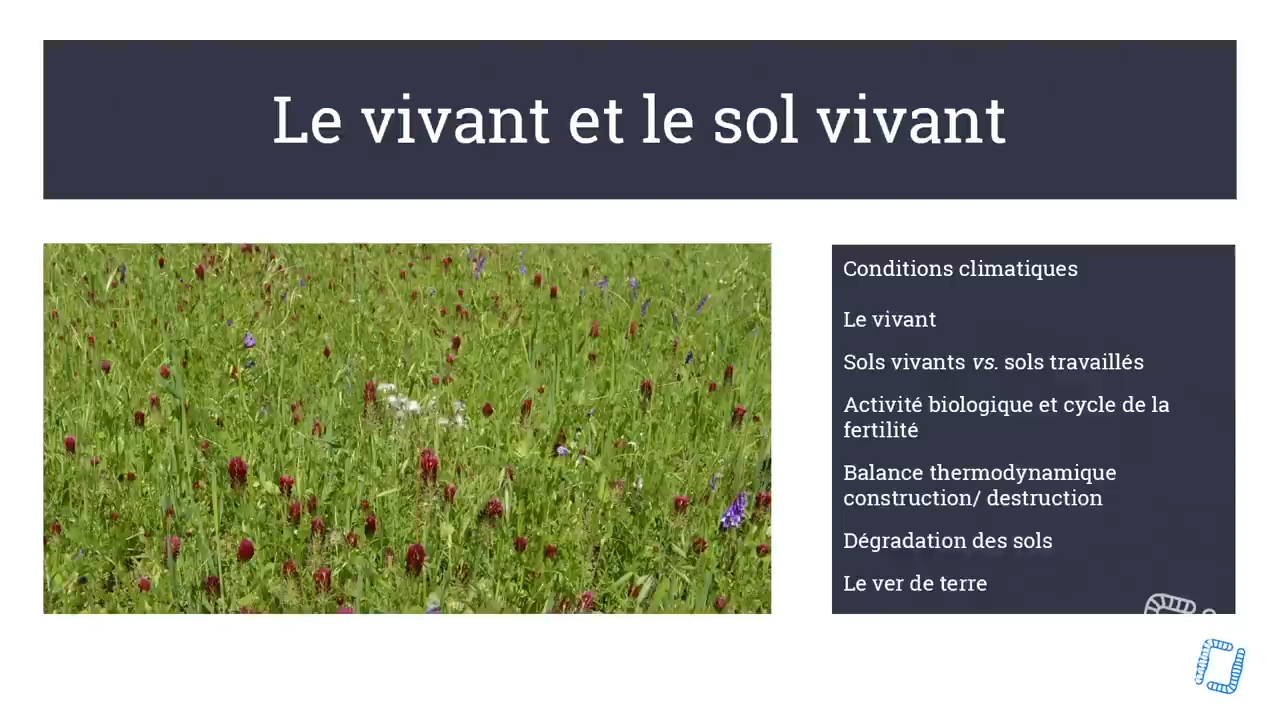 Le vivant et le sol vivant
Conditions climatiques
Le vivant
Sols vivants vs. sols travaillés
Activité biologique et cycle de la
fertilité
Balance thermodynamique
construction/ destruction
Dégradation des sols
Le ver de terre